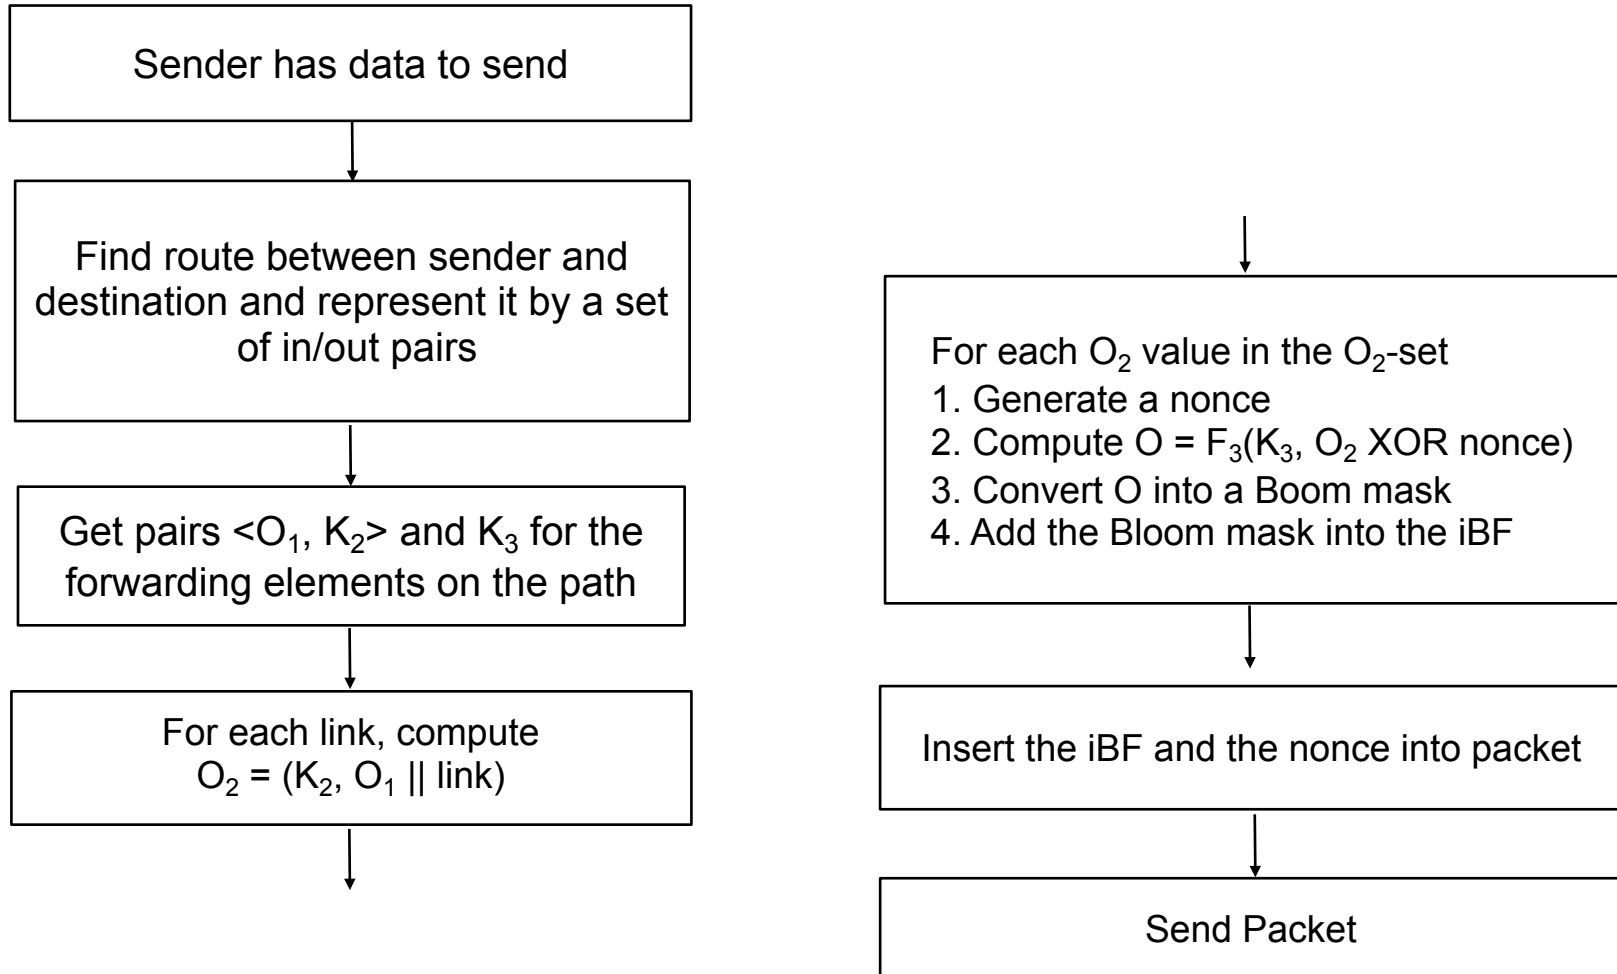 Sender has data to send
Find route between sender and
destination and represent it by a set
of in/out pairs
Get pairs <O₁, K₂> and K₃ for the
forwarding elements on the path
For each link, compute
O₂ = (K₂, O₁ || link)
For each O₂ value in the O₂-set
1. Generate a nonce
2. Compute O = F₃(K₃, O₂ XOR nonce)
3. Convert O into a Boom mask
4. Add the Bloom mask into the iBF
Insert the iBF and the nonce into packet
Send Packet